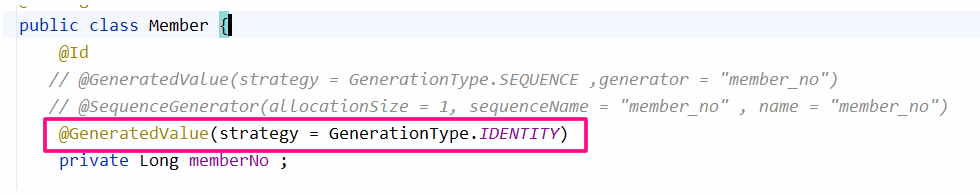 public class Member {
@Id
// @GeneratedValue(strategy = GenerationType.SEQUENCE ,generator = "member_no")
// @SequenceGenerator(allocationSize = 1, sequenceName = "member_no" , name = "member_no")
@GeneratedValue(strategy = GenerationType.IDENTITY)
private Long memberNo ;